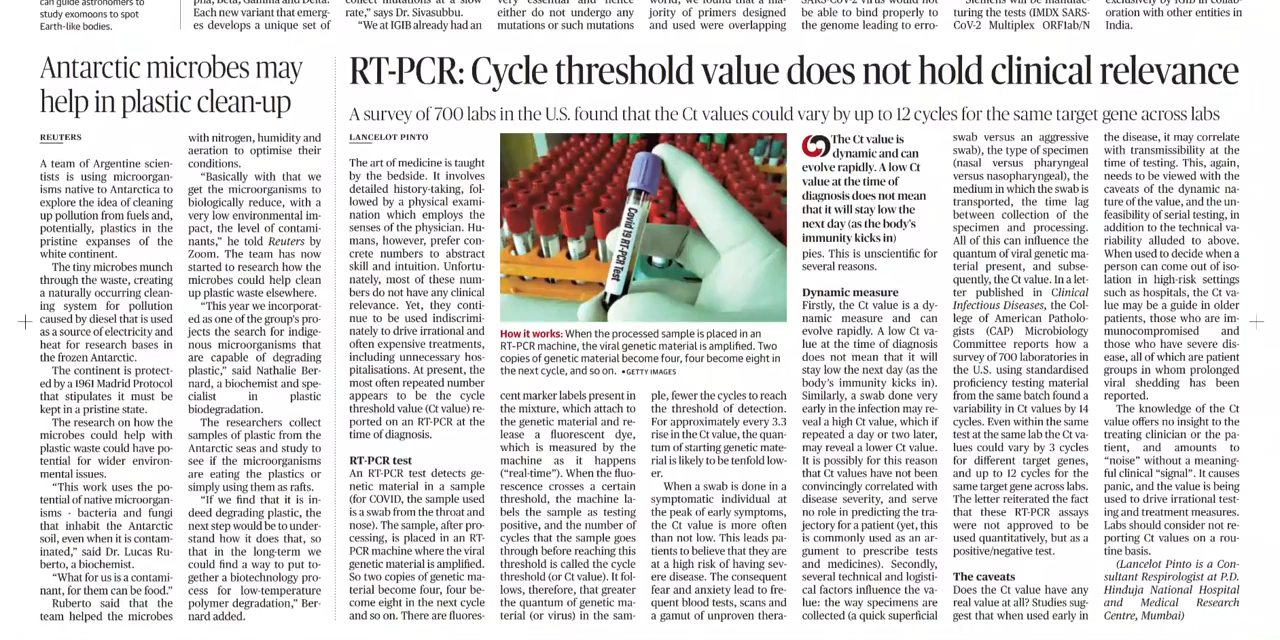 can guide astronomers to
study exomoons to spot
Earth-like bodies.
Each new variant that emerg-
es develops a unique set of
rate," says Dr. Sivasubbu.
"We at IGIB already had an
either do not undergo any
mutations or such mutations
jority of primers designed
and used were overlapping
be able to bind properly to
the genome leading to erro-
turing the tests (IMDX SARS-
CoV-2 Multiplex ORF1ab/N
oration with other entities in
India.
Antarctic microbes may
help in plastic clean-up
REUTERS
A team of Argentine scien-
tists is using microorgan-
isms native to Antarctica to
explore the idea of cleaning
up pollution from fuels and,
potentially, plastics in the
pristine expanses of the
white continent.
The tiny microbes munch
through the waste, creating
a naturally occurring clean-
ing system for pollution
caused by diesel that is used
as a source of electricity and
heat for research bases in
the frozen Antarctic.
The continent is protect-
ed by a 1961 Madrid Protocol
that stipulates it must be
kept in a pristine state.
The research on how the
microbes could help with
plastic waste could have po-
tential for wider environ-
mental issues.
"This work uses the po-
tential of native microorgan-
isms - bacteria and fungi
that inhabit the Antarctic
soil, even when it is contam-
inated," said Dr. Lucas Ru-
berto, a biochemist.
"What for us is a contami-
nant, for them can be food."
Ruberto said that the
team helped the microbes
with nitrogen, humidity and
aeration to optimise their
conditions.
"Basically with that we
get the microorganisms to
biologically reduce, with a
very low environmental im-
pact, the level of contami-
nants," he told Reuters by
Zoom. The team has now
started to research how the
microbes could help clean
up plastic waste elsewhere.
"This year we incorporat-
ed as one of the group's pro-
jects the search for indige-
nous microorganisms that
are capable of degrading
plastic," said Nathalie Ber-
nard, a biochemist and spe-
cialist in plastic
biodegradation.
The researchers collect
samples of plastic from the
Antarctic seas and study to
see if the microorganisms
are eating the plastics or
simply using them as rafts.
"If we find that it is in-
deed degrading plastic, the
next step would be to under-
stand how it does that, so
that in the long-term we
could find a way to put to-
gether a biotechnology pro-
cess for low-temperature
polymer degradation," Ber-
nard added.
RT-PCR: Cycle threshold value does not hold clinical relevance
A survey of 700 labs in the U.S. found that the Ct values could vary by up to 12 cycles for the same target gene across labs
LANCELOT PINTO
The art of medicine is taught
by the bedside. It involves
detailed history-taking, fol-
lowed by a physical exami-
nation which employs the
senses of the physician. Hu-
mans, however, prefer con-
crete numbers to abstract
skill and intuition. Unfortu-
nately, most of these num-
bers do not have any clinical
relevance. Yet, they conti-
nue to be used indiscrimi-
nately to drive irrational and
often expensive treatments,
including unnecessary hos-
pitalisations. At present, the
most often repeated number
appears to be the cycle
threshold value (Ct value) re-
ported on an RT-PCR at the
time of diagnosis.
RT-PCR test
An RT-PCR test detects ge-
netic material in a sample
(for COVID, the sample used
is a swab from the throat and
nose). The sample, after pro-
cessing, is placed in an RT-
PCR machine where the viral
genetic material is amplified.
So two copies of genetic ma-
terial become four, four be-
come eight in the next cycle
and so on. There are fluores-
Covid 19 RT-PCR Test
How it works: When the processed sample is placed in an
RT-PCR machine, the viral genetic material is amplified. Two
copies of genetic material become four, four become eight in
the next cycle, and so on. ▪GETTY IMAGES
cent marker labels present in
the mixture, which attach to
the genetic material and re-
lease a fluorescent dye,
which is measured by the
machine as it happens
("real-time"). When the fluo-
rescence crosses a certain
threshold, the machine la-
bels the sample as testing
positive, and the number of
cycles that the sample goes
through before reaching this
threshold is called the cycle
threshold (or Ct value). It fol-
lows, therefore, that greater
the quantum of genetic ma-
terial (or virus) in the sam-
ple, fewer the cycles to reach
the threshold of detection.
For approximately every 3.3
rise in the Ct value, the quan-
tum of starting genetic mate-
rial is likely to be tenfold low-
er.
When a swab is done in a
symptomatic individual at
the peak of early symptoms,
the Ct value is more often
than not low. This leads pa-
tients to believe that they are
at a high risk of having sev-
ere disease. The consequent
fear and anxiety lead to fre-
quent blood tests, scans and
a gamut of unproven thera-
The Ct value is
dynamic and can
evolve rapidly. A low Ct
value at the time of
diagnosis does not mean
that it will stay low the
next day (as the body's
immunity kicks in)
pies. This is unscientific for
several reasons.
Dynamic measure
Firstly, the Ct value is a dy-
namic measure and can
evolve rapidly. A low Ct va-
lue at the time of diagnosis
does not mean that it will
stay low the next day (as the
body's immunity kicks in).
Similarly, a swab done very
early in the infection may re-
veal a high Ct value, which if
repeated a day or two later,
may reveal a lower Ct value.
It is possibly for this reason
that Ct values have not been
convincingly correlated with
disease severity, and serve
no role in predicting the tra-
jectory for a patient (yet, this
is commonly used as an ar-
gument to prescribe tests
and medicines). Secondly,
several technical and logisti-
cal factors influence the va-
lue: the way specimens are
collected (a quick superficial
swab versus an aggressive
swab), the type of specimen
(nasal versus pharyngeal
versus nasopharyngeal), the
medium in which the swab is
transported, the time lag
between collection of the
specimen and processing.
All of this can influence the
quantum of viral genetic ma-
terial present, and subse-
quently, the Ct value. In a let-
ter published in Clinical
Infectious Diseases, the Col-
lege of American Patholo-
gists (CAP) Microbiology
Committee reports how a
survey of 700 laboratories in
the U.S. using standardised
proficiency testing material
from the same batch found a
variability in Ct values by 14
cycles. Even within the same
test at the same lab the Ct va-
lues could vary by 3 cycles
for different target genes,
and up to 12 cycles for the
same target gene across labs.
The letter reiterated the fact
that these RT-PCR assays
were not approved to be
used quantitatively, but as a
positive/negative test.
The caveats
Does the Ct value have any
real value at all? Studies sug-
gest that when used early in
the disease, it may correlate
with transmissibility at the
time of testing. This, again,
needs to be viewed with the
caveats of the dynamic na-
ture of the value, and the un-
feasibility of serial testing, in
addition to the technical va-
riability alluded to above.
When used to decide when a
person can come out of iso-
lation in high-risk settings
such as hospitals, the Ct va-
lue may be a guide in older
patients, those who are im-
munocompromised and
those who have severe dis-
ease, all of which are patient
groups in whom prolonged
viral shedding has been
reported.
The knowledge of the Ct
value offers no insight to the
treating clinician or the pa-
tient, and amounts to
"noise" without a meaning-
ful clinical "signal". It causes
panic, and the value is being
used to drive irrational test-
ing and treatment measures.
Labs should consider not re-
porting Ct values on a rou-
tine basis.
(Lancelot Pinto is a Con-
sultant Respirologist at P.D.
Hinduja National Hospital
and Medical Research
Centre, Mumbai)